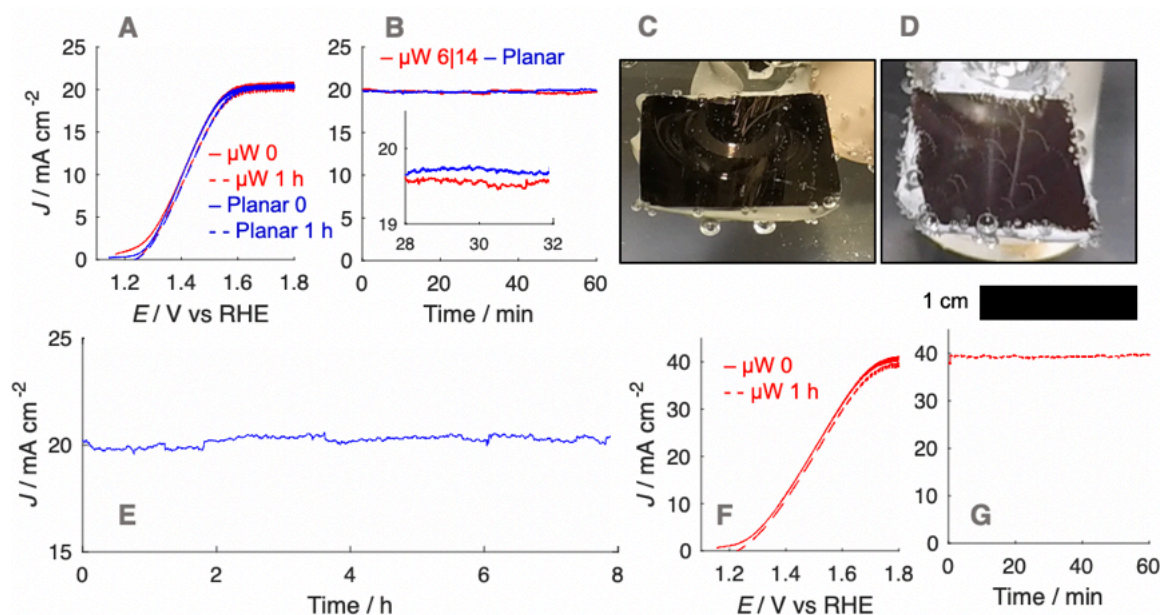 A
B
C
D
25
20
15
10
5
0
J / mA cm-2
1.2 1.4 1.6 1.8
E / V vs RHE
– µW 0
-- µW 1 h
– Planar 0
-- Planar 1 h
25
20
15
10
5
0
– µW 6|14 – Planar
20
19
28 30 32
0 20 40 60
Time / min
1 cm
25
20
15
J / mA cm-2
E
0 2 4 6 8
Time / h
40
30
20
10
0
J / mA cm-2
– µW 0
-- µW 1 h
F
1.2 1.4 1.6 1.8
E / V vs RHE
40
30
20
10
0
G
0 20 40 60
Time / min